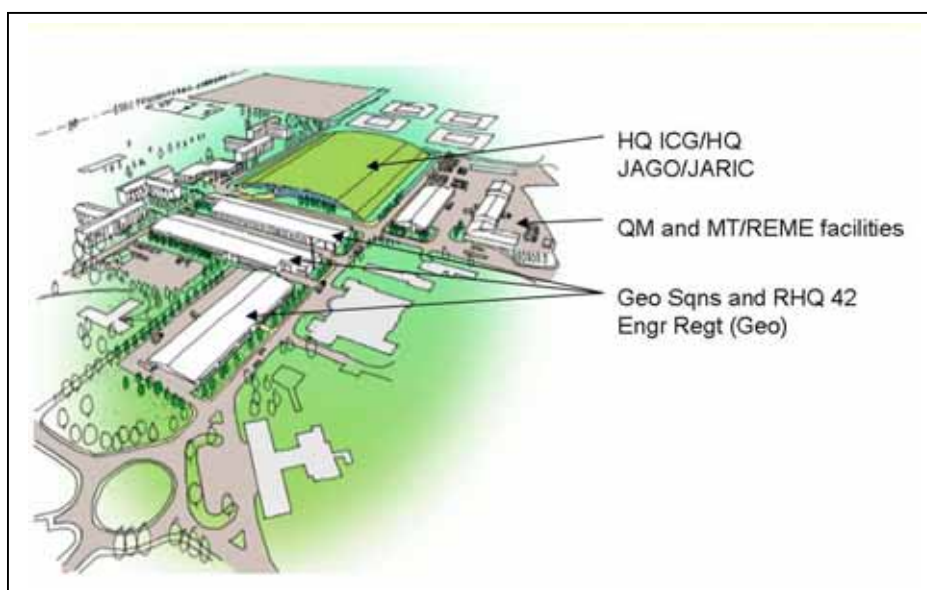 HQ ICG/HQ
JAGO/JARIC
QM and MT/REME facilities
Geo Sqns and RHQ 42
Engr Regt (Geo)